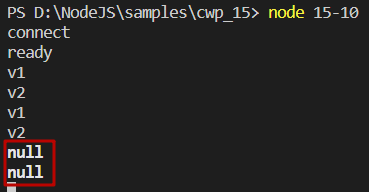 PS D:\NodeJS\samples\cwp_15> node 15-10
connect
ready
v1
v2
v1
v2
null
null